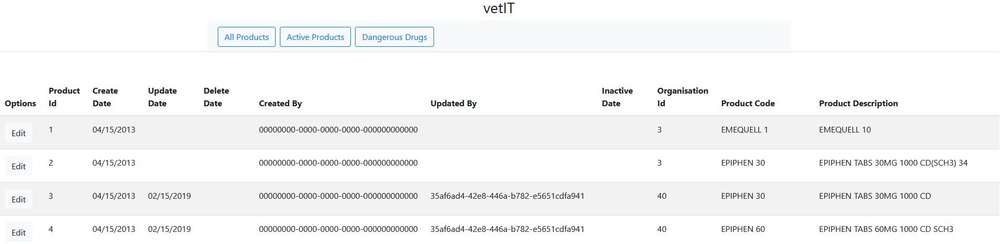 vetIT
All Products Active Products Dangerous Drugs
Product Create Update Delete Inactive Organisation
Options Id Date Date Date Created By Updated By Date Id Product Code Product Description
Edit 1 04/15/2013 00000000-0000-0000-0000-000000000000 3 EMEQUELL 1 EMEQUELL 10
Edit 2 04/15/2013 00000000-0000-0000-0000-000000000000 3 EPIPHEN 30 EPIPHEN TABS 30MG 1000 CD(SCH3) 34
Edit 3 04/15/2013 02/15/2019 00000000-0000-0000-0000-000000000000 35af6ad4-42e8-446a-b782-e5651cdfa941 40 EPIPHEN 30 EPIPHEN TABS 30MG 1000 CD
Edit 4 04/15/2013 02/15/2019 00000000-0000-0000-0000-000000000000 35af6ad4-42e8-446a-b782-e5651cdfa941 40 EPIPHEN 60 EPIPHEN TABS 60MG 1000 CD SCH3